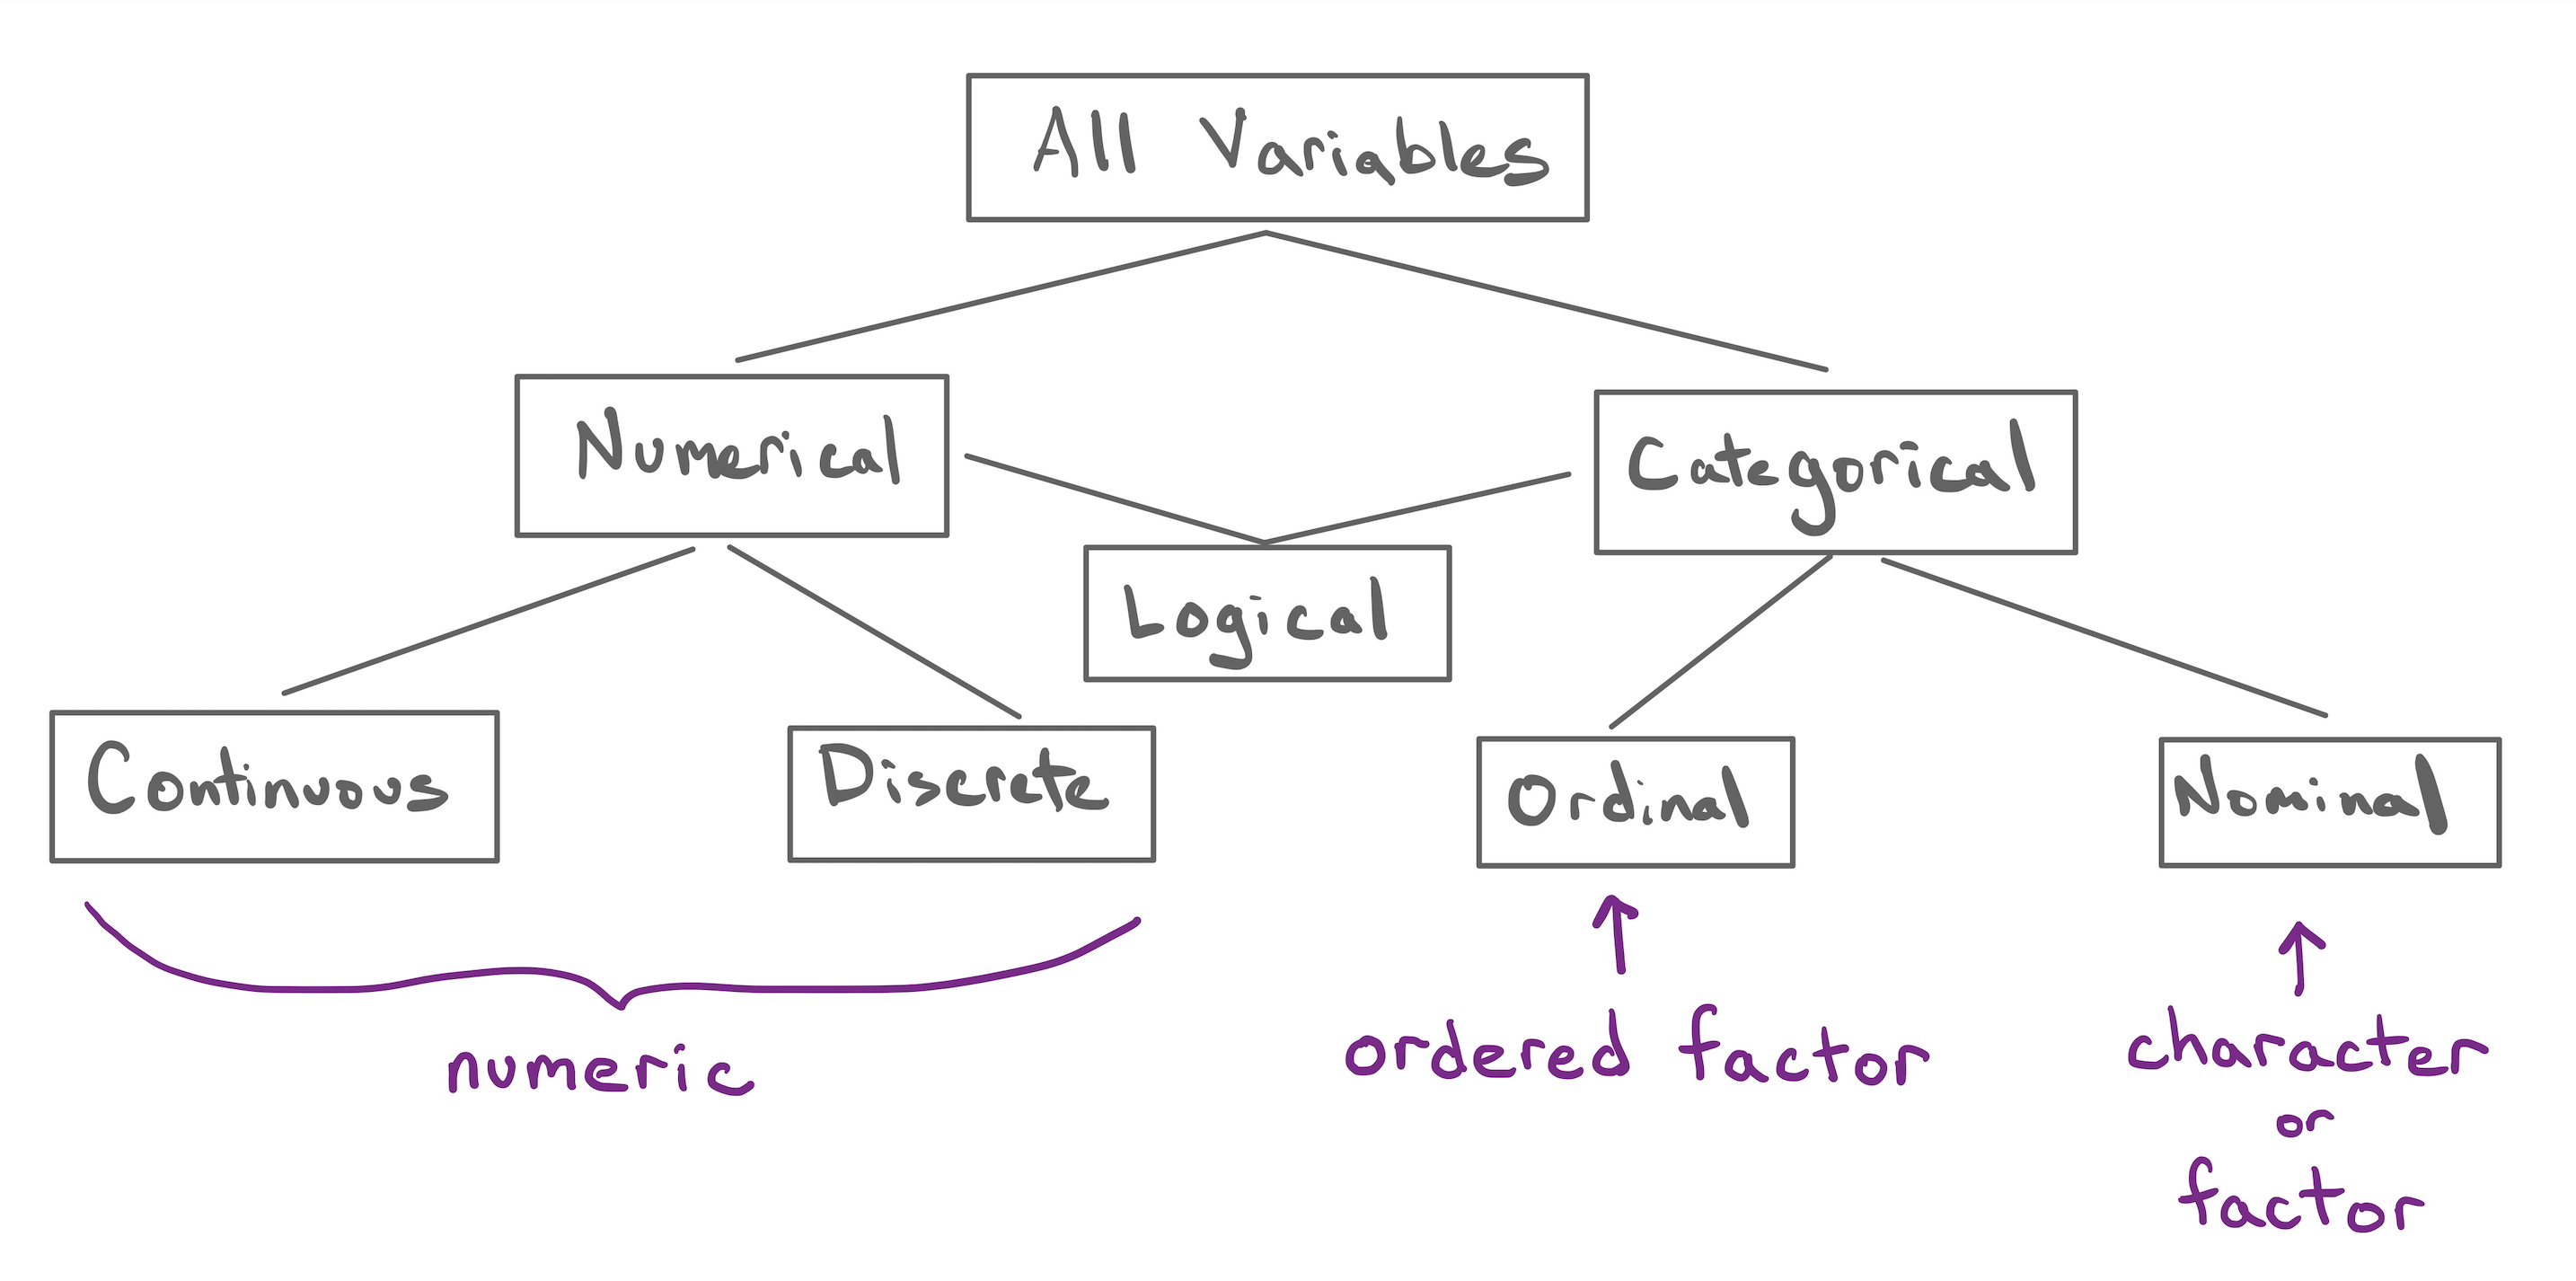 All Variables
Numerical
Categorical
Logical
Continuous
Discrete
Ordinal
Nominal
numeric
ordered factor
character
or
factor